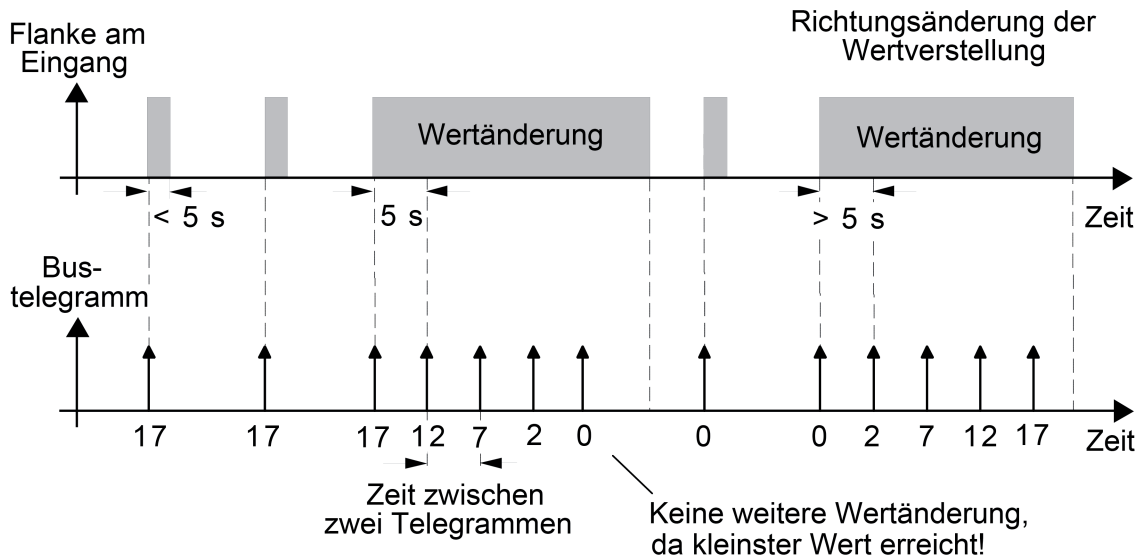 Flanke am
Eingang
Richtungsänderung der
Wertverstellung
Wertänderung
Wertänderung
< 5 s
5 s
> 5 s
Zeit
Bus-
telegramm
17 17 17 12 7 2 0 0 0 2 7 12 17
Zeit
Zeit zwischen
zwei Telegrammen
Keine weitere Wertänderung,
da kleinster Wert erreicht!